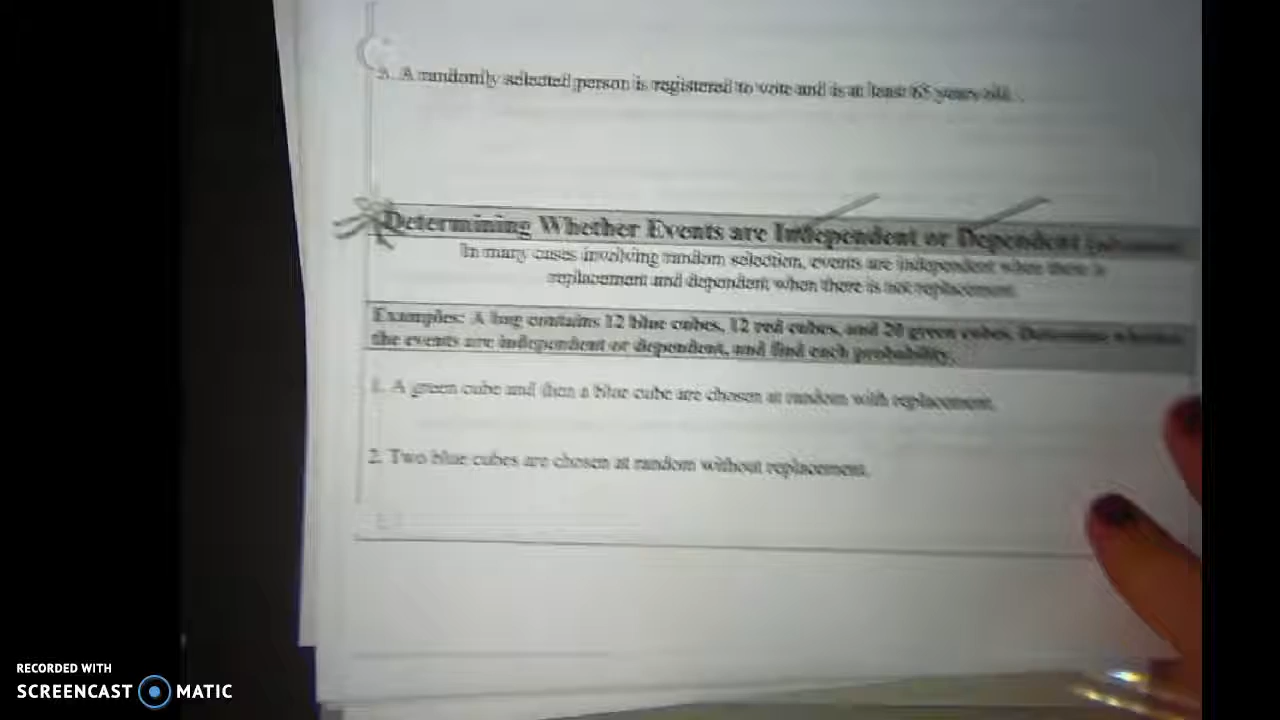 3. A randomly selected person is registered to vote and is at least 65 years old.
Determining Whether Events are Independent or Dependent
In many cases involving random selection, events are independent when there is
replacement and dependent when there is not replacement.
Examples: A bag contains 12 blue cubes, 12 red cubes, and 20 green cubes. Determine whether
the events are independent or dependent, and find each probability.
1. A green cube and then a blue cube are chosen at random with replacement.
2. Two blue cubes are chosen at random without replacement.
RECORDED WITH
SCREENCAST MATIC